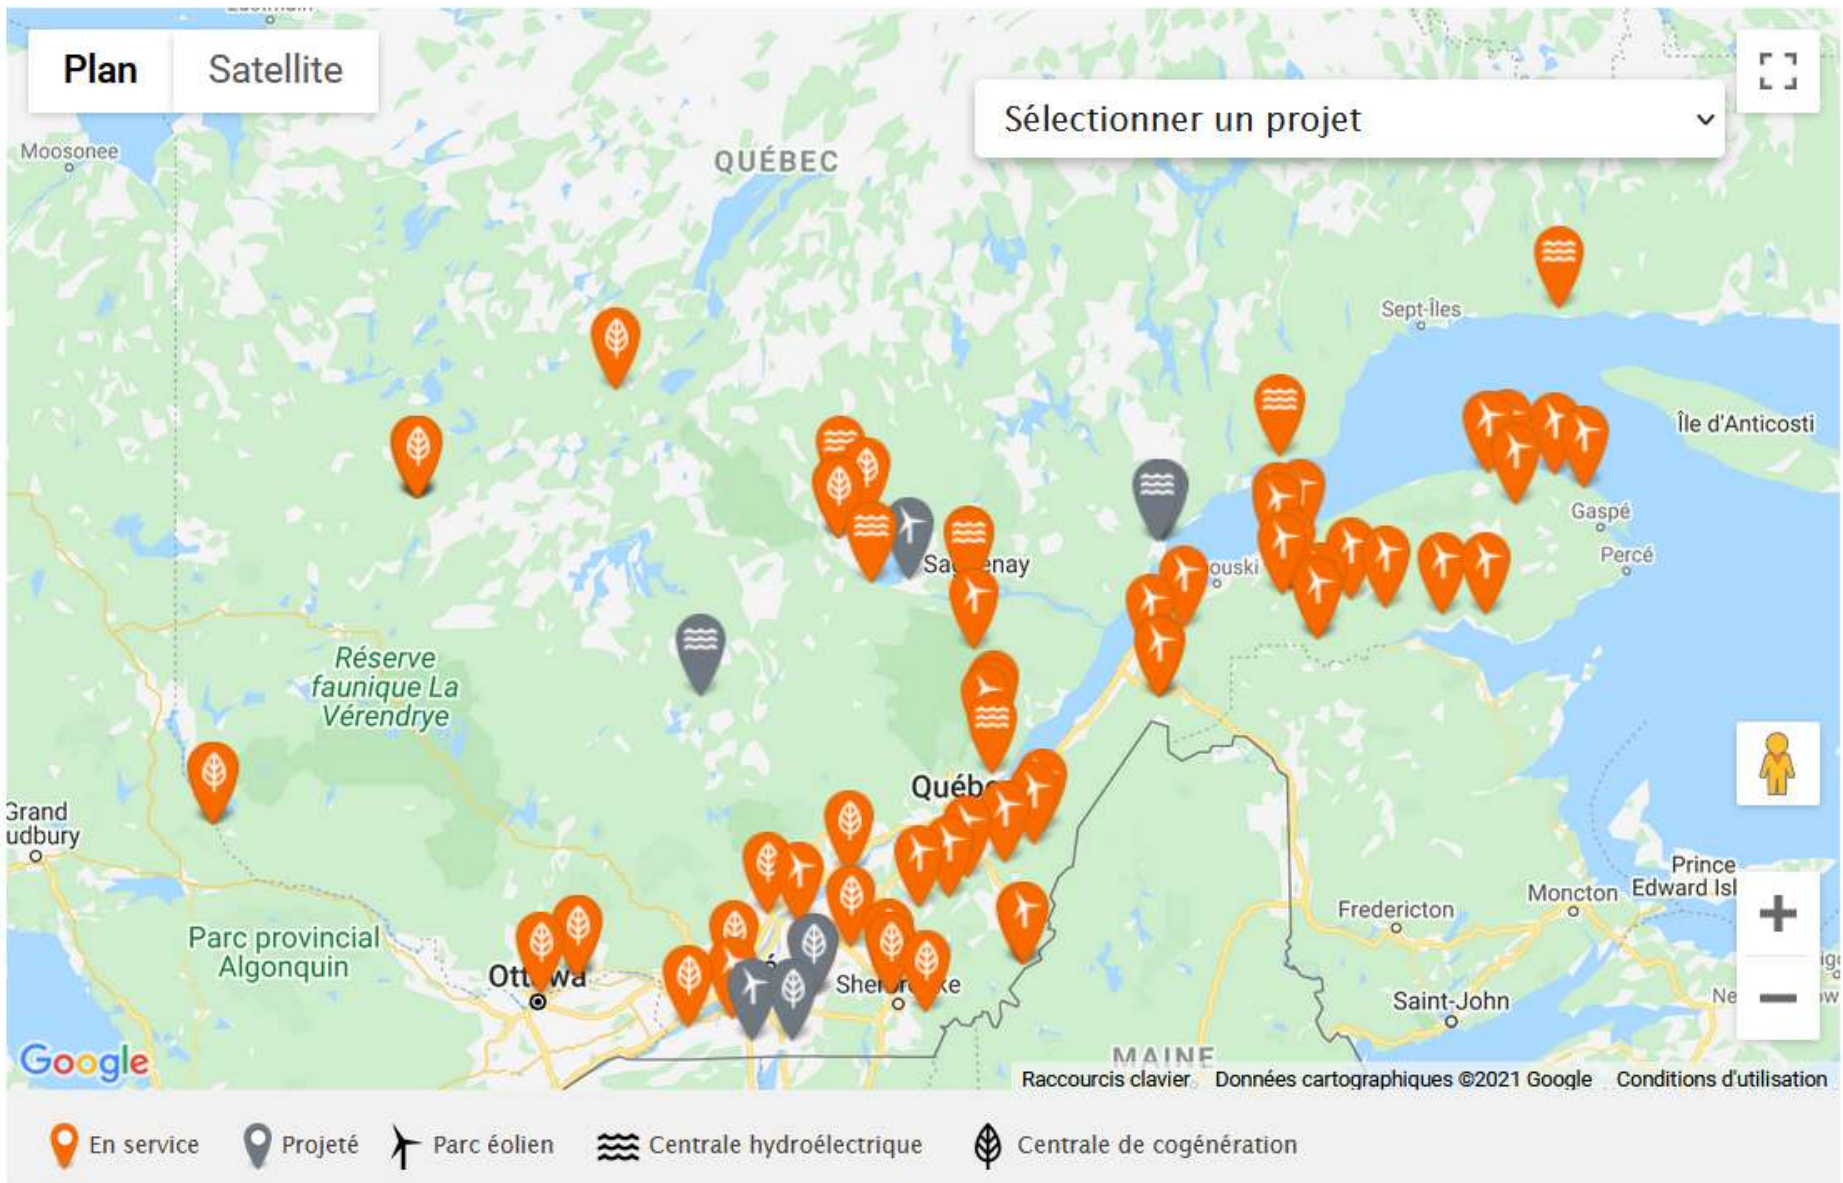 Plan
Satellite
Sélectionner un projet
Moosonee
QUÉBEC
Sept-Îles
Île d'Anticosti
Gaspé
Percé
Réserve
faunique La
Vérendrye
Grand
udbury
Prince
Edward Isl
Moncton
Fredericton
Parc provincial
Algonquin
Saint-John
MAINE
Google
Raccourcis clavier
Données cartographiques ©2021 Google
Conditions d'utilisation
En service
Projeté
Parc éolien
Centrale hydroélectrique
Centrale de cogénération